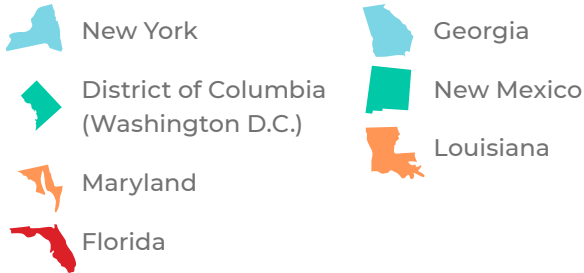 New York
District of Columbia
(Washington D.C.)
Maryland
Florida
Georgia
New Mexico
Louisiana